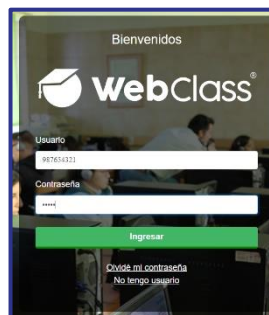 Bienvenidos
webclass®
Usuario
987654321
Contraseña
•••••
Ingresar
Olvidé mi contraseña
No tengo usuario